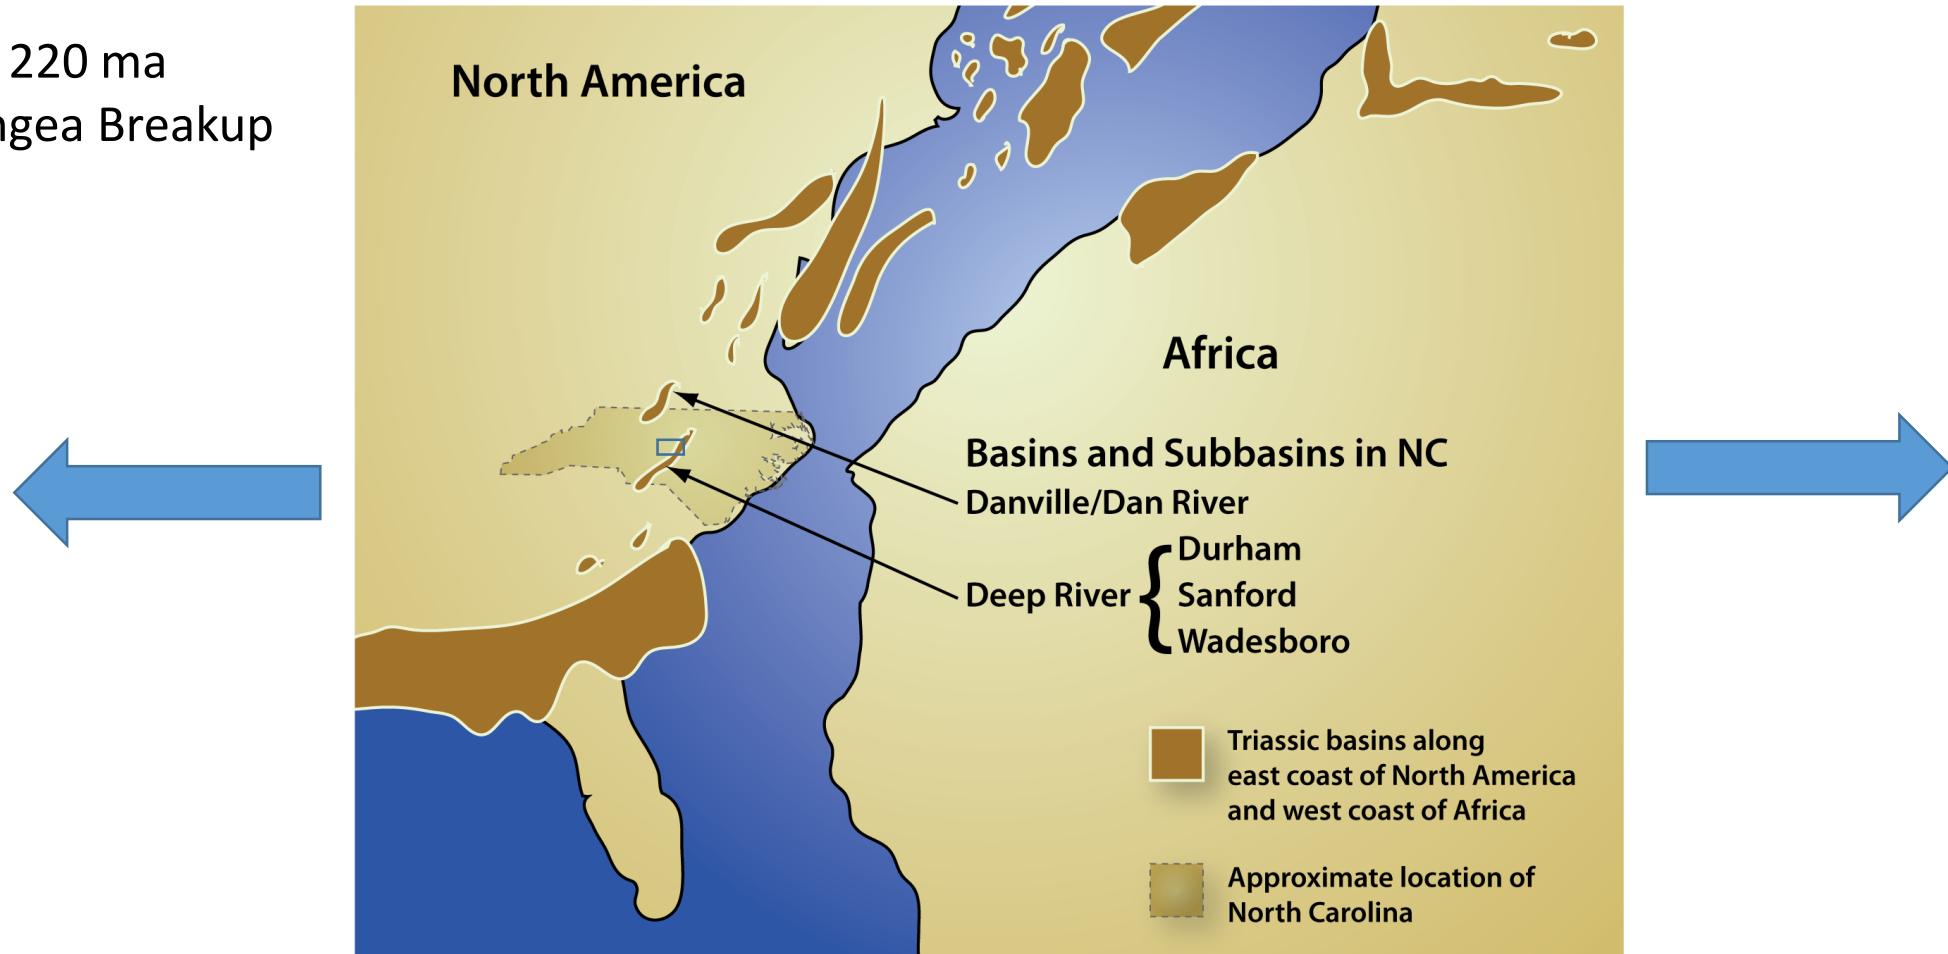 220 ma
ngea Breakup
North America
Africa
Basins and Subbasins in NC
Danville/Dan River
Deep River {
Durham
Sanford
Wadesboro
Triassic basins along
east coast of North America
and west coast of Africa
Approximate location of
North Carolina